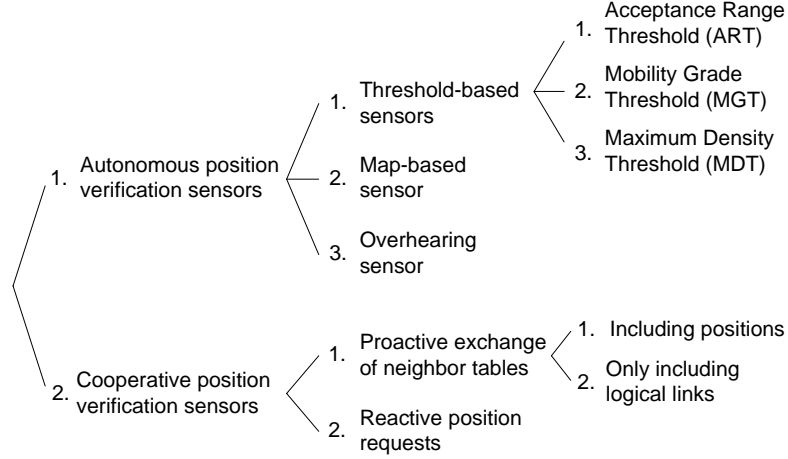 1. Autonomous position
verification sensors
1. Threshold-based
sensors
1. Acceptance Range
Threshold (ART)
2. Mobility Grade
Threshold (MGT)
3. Maximum Density
Threshold (MDT)
2. Map-based
sensor
3. Overhearing
sensor
2. Cooperative position
verification sensors
1. Proactive exchange
of neighbor tables
1. Including positions
2. Only including
logical links
2. Reactive position
requests